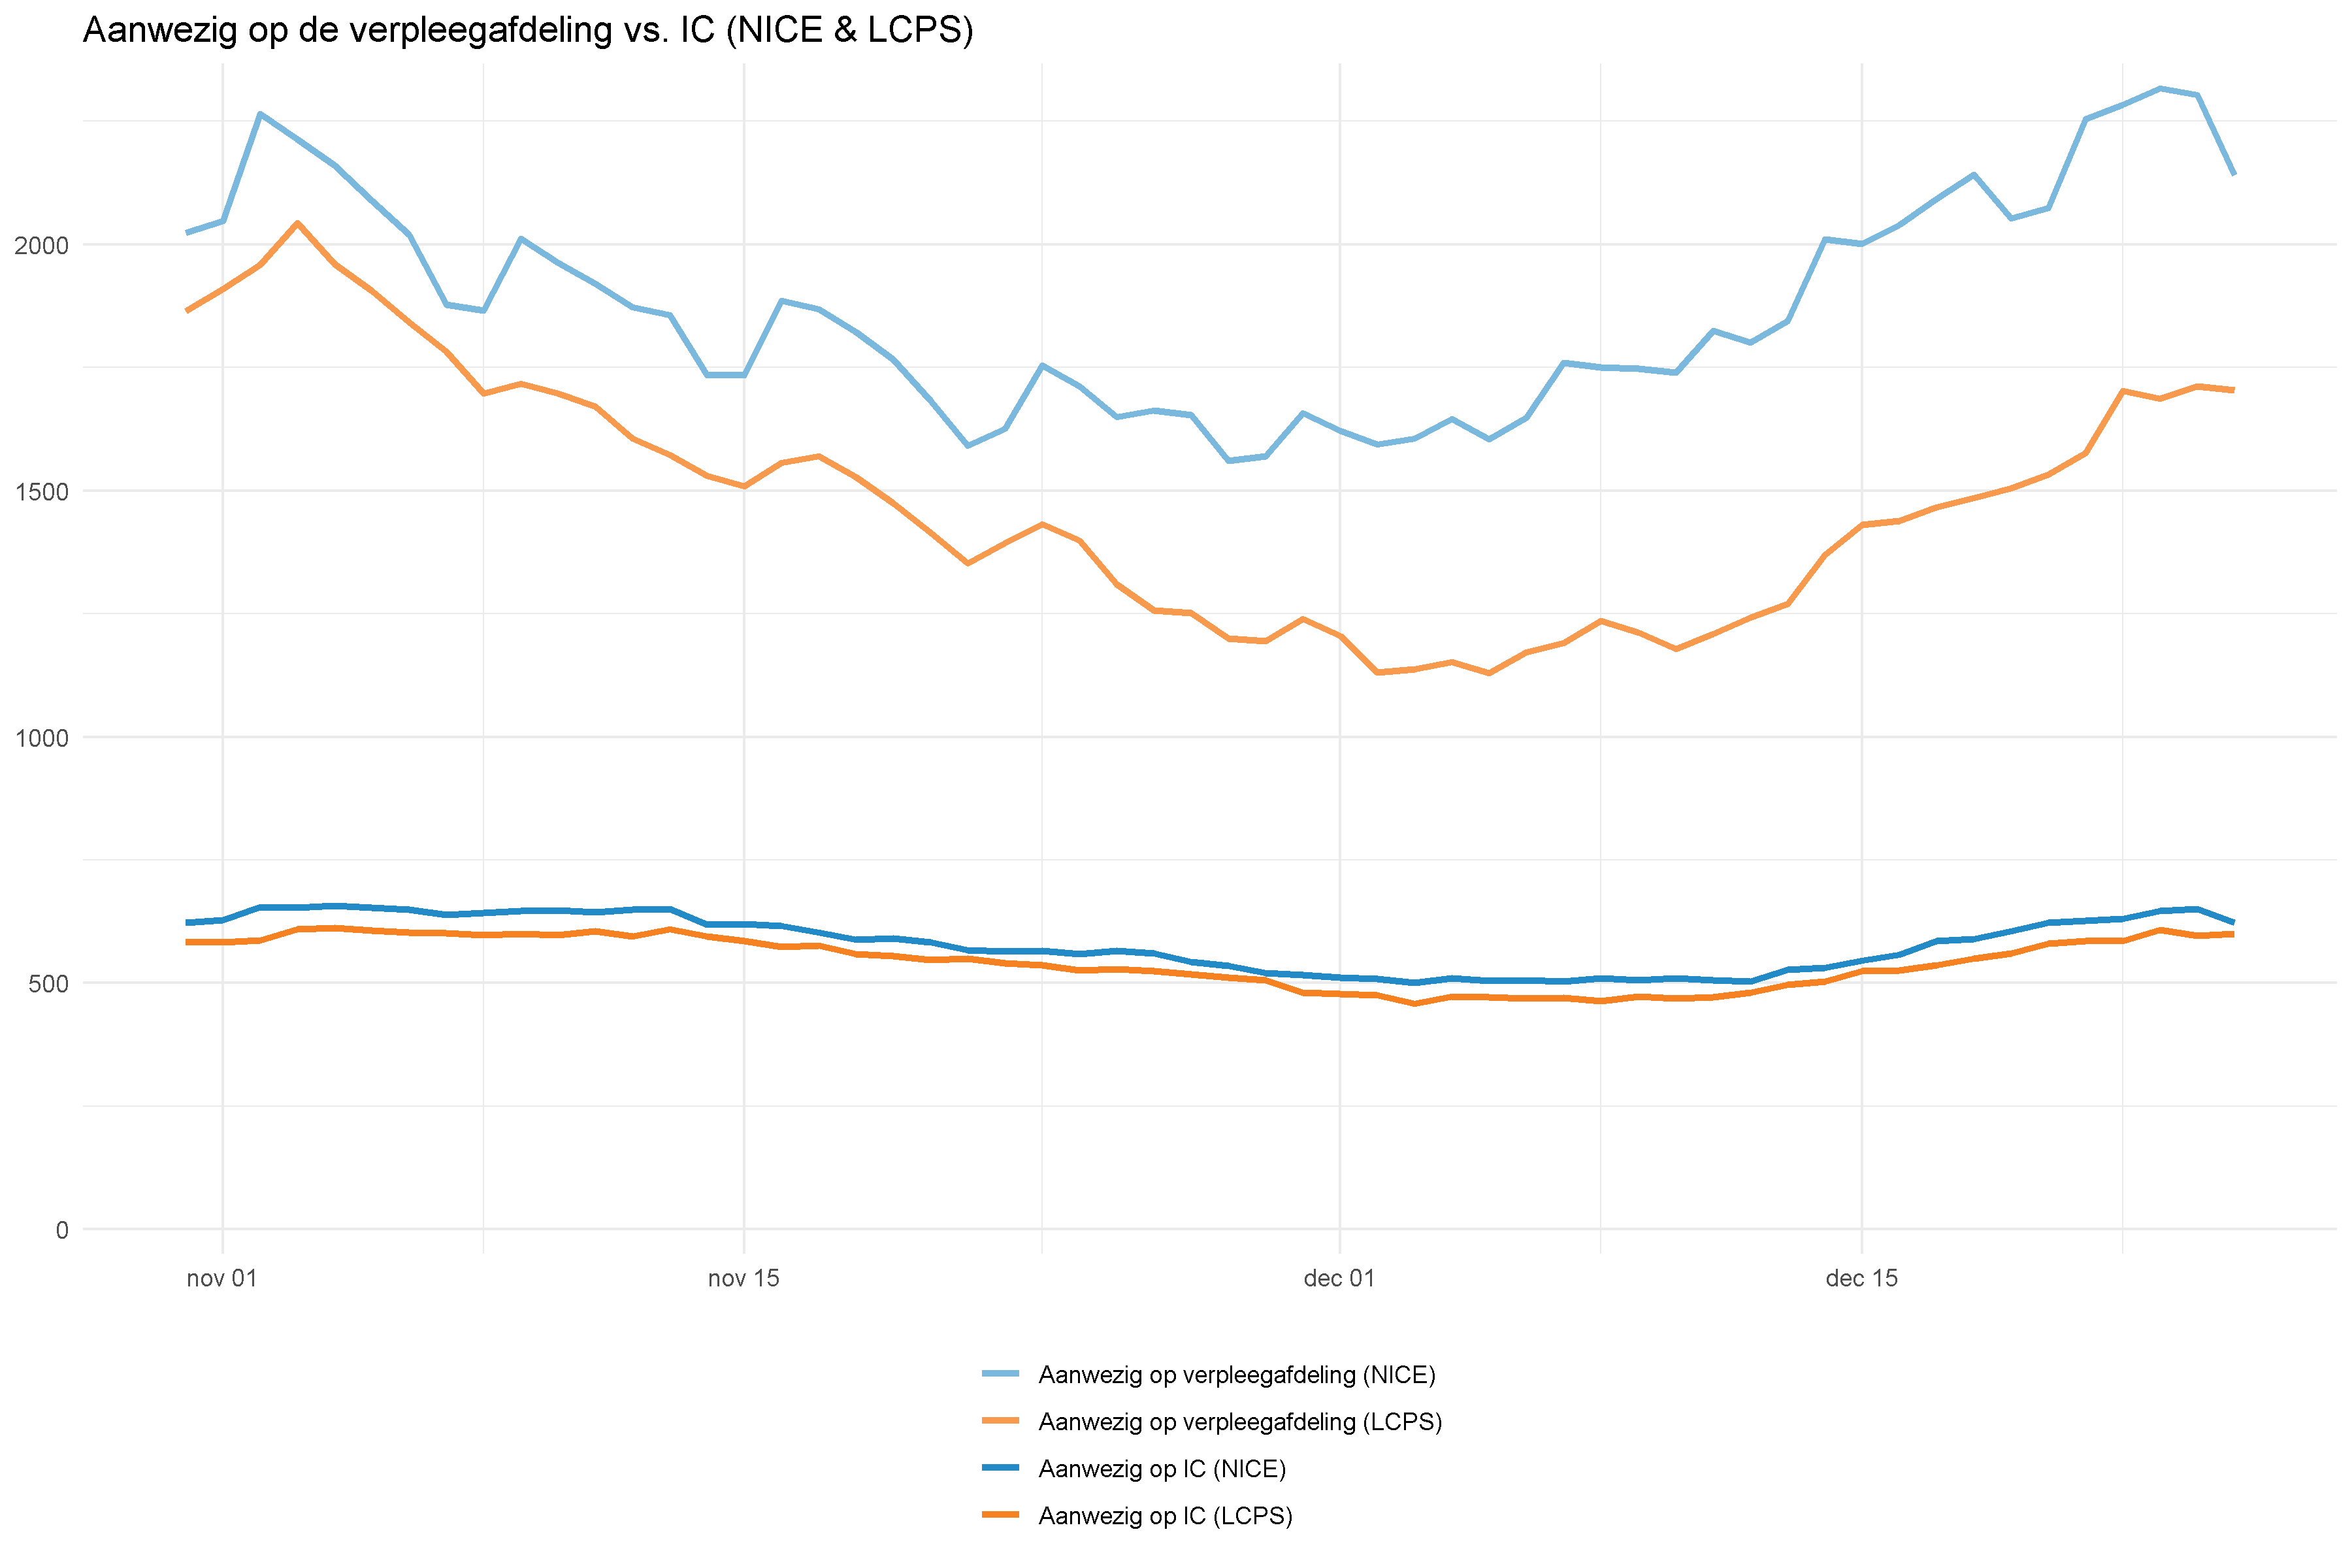 Aanwezig op de verpleegafdeling vs. IC (NICE & LCPS)
2000
1500
1000
500
0
nov 01
nov 15
dec 01
dec 15
Aanwezig op verpleegafdeling (NICE)
Aanwezig op verpleegafdeling (LCPS)
Aanwezig op IC (NICE)
Aanwezig op IC (LCPS)